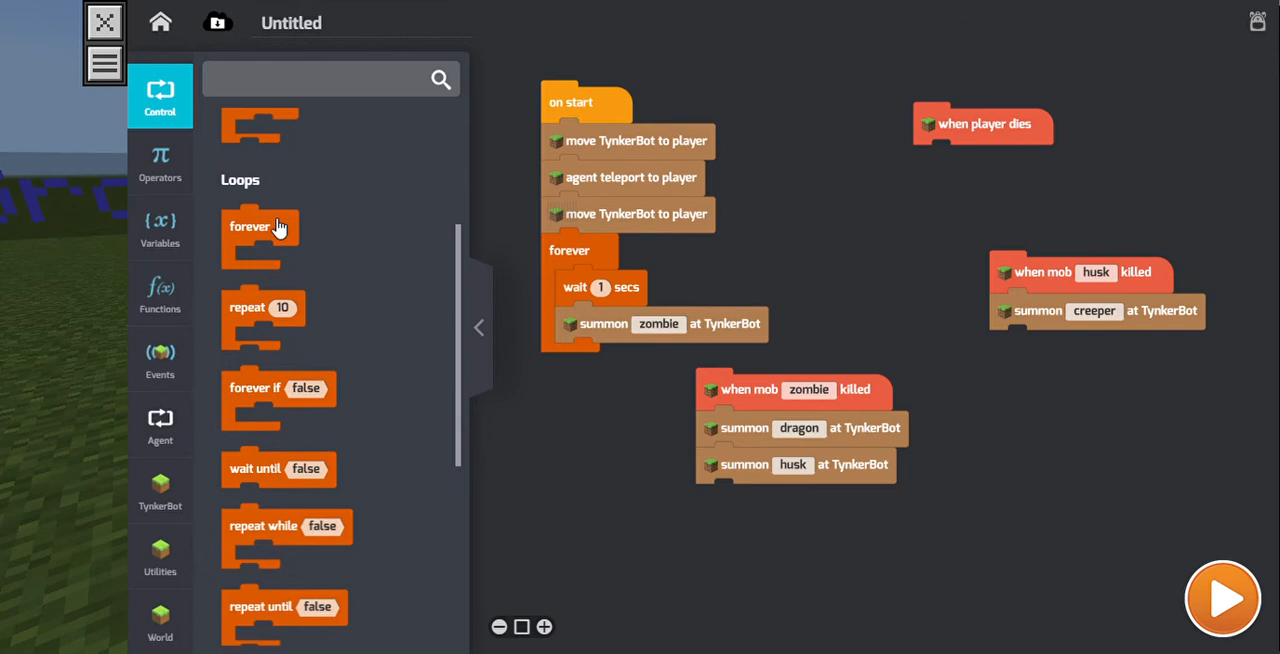 Untitled
Control
π
Operators
{x}
Variables
f(x)
Functions
Events
Agent
TynkerBot
Utilities
World
Loops
forever
repeat 10
forever if false
wait until false
repeat while false
repeat until false
on start
move TynkerBot to player
agent teleport to player
move TynkerBot to player
forever
wait 1 secs
summon zombie at TynkerBot
when mob zombie killed
summon dragon at TynkerBot
summon husk at TynkerBot
when player dies
when mob husk killed
summon creeper at TynkerBot